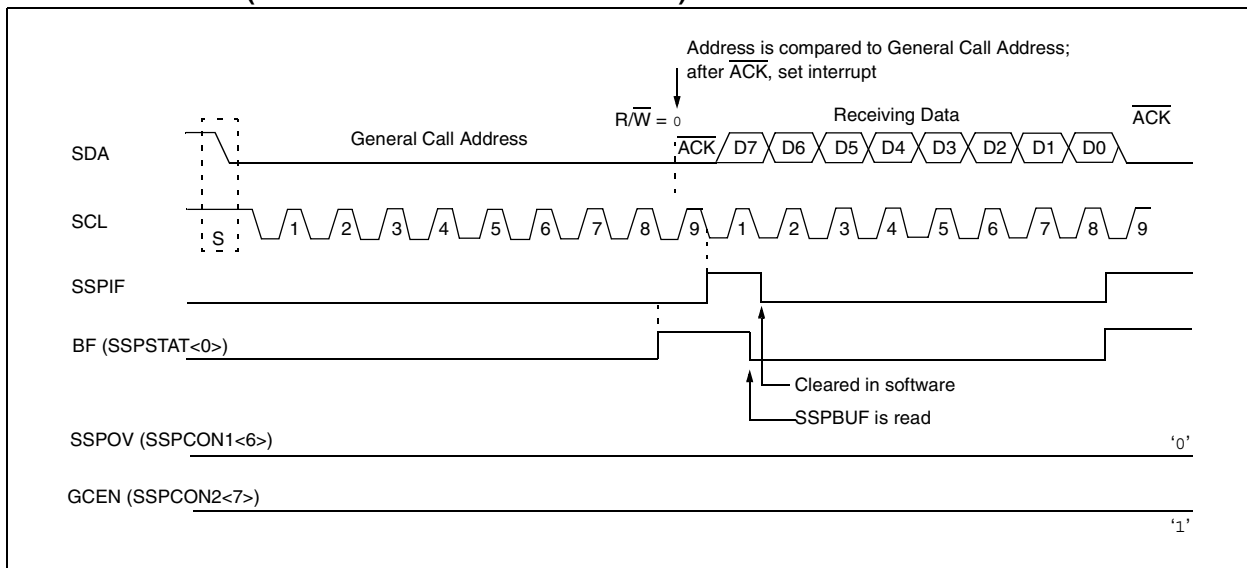 Address is compared to General Call Address;
after ACK, set interrupt
R/W = 0
General Call Address
Receiving Data
ACK
SDA
ACK D7 D6 D5 D4 D3 D2 D1 D0
SCL
S
1 2 3 4 5 6 7 8 9 1 2 3 4 5 6 7 8 9
SSPIF
BF (SSPSTAT<0>)
Cleared in software
SSPBUF is read
SSPOV (SSPCON1<6>)
‘0’
GCEN (SSPCON2<7>)
‘1’